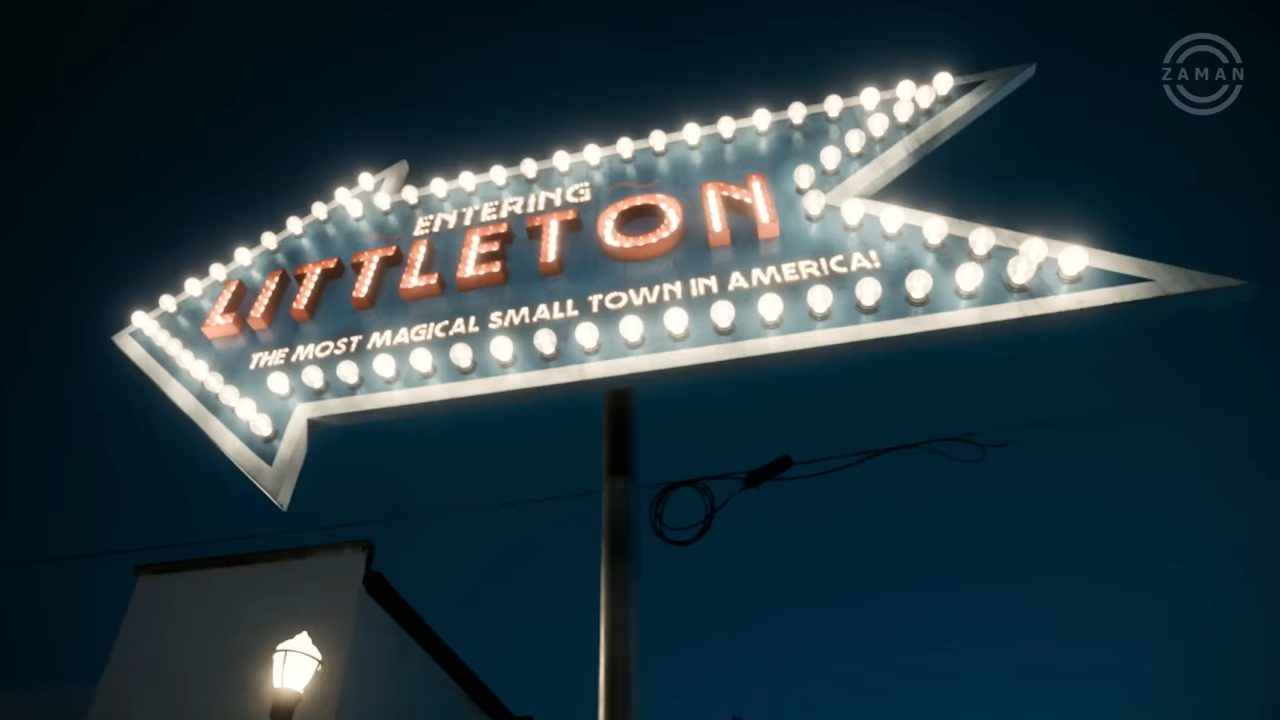 ZAMAN
ENTERING
LITTLETON
THE MOST MAGICAL SMALL TOWN IN AMERICA!